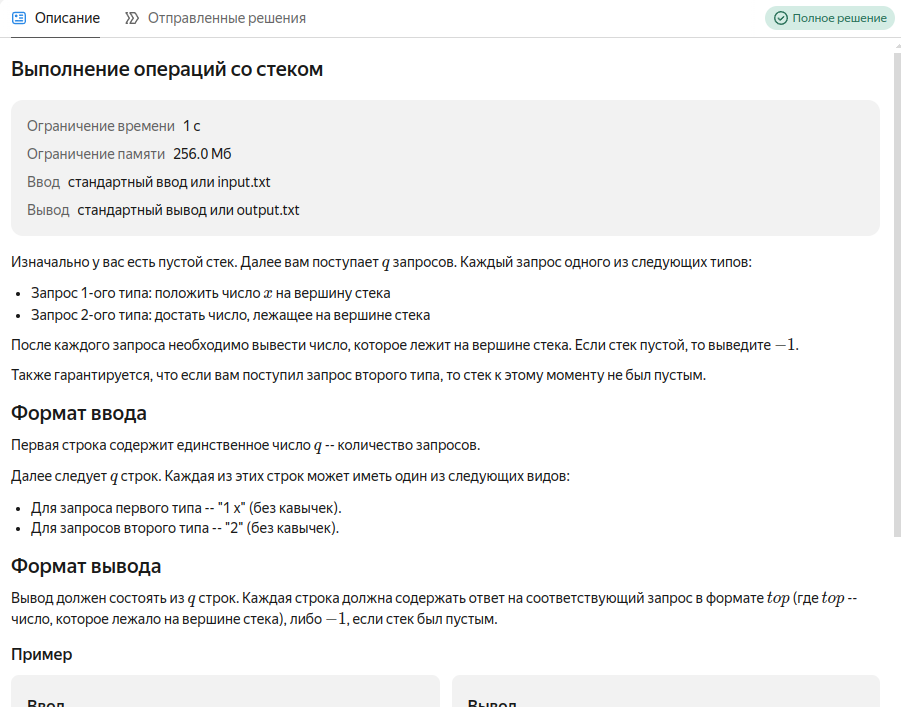 Описание Отправленные решения Полное решение
Выполнение операций со стеком
Ограничение времени 1 с
Ограничение памяти 256.0 Мб
Ввод стандартный ввод или input.txt
Вывод стандартный вывод или output.txt
Изначально у вас есть пустой стек. Далее вам поступает q запросов. Каждый запрос одного из следующих типов:
• Запрос 1-ого типа: положить число x на вершину стека
• Запрос 2-ого типа: достать число, лежащее на вершине стека
После каждого запроса необходимо вывести число, которое лежит на вершине стека. Если стек пустой, то выведите −1.
Также гарантируется, что если вам поступил запрос второго типа, то стек к этому моменту не был пустым.
Формат ввода
Первая строка содержит единственное число q -- количество запросов.
Далее следует q строк. Каждая из этих строк может иметь один из следующих видов:
• Для запроса первого типа -- "1 x" (без кавычек).
• Для запросов второго типа -- "2" (без кавычек).
Формат вывода
Вывод должен состоять из q строк. Каждая строка должна содержать ответ на соответствующий запрос в формате top (где top --
число, которое лежало на вершине стека), либо −1, если стек был пустым.
Пример
Ввод Вывод